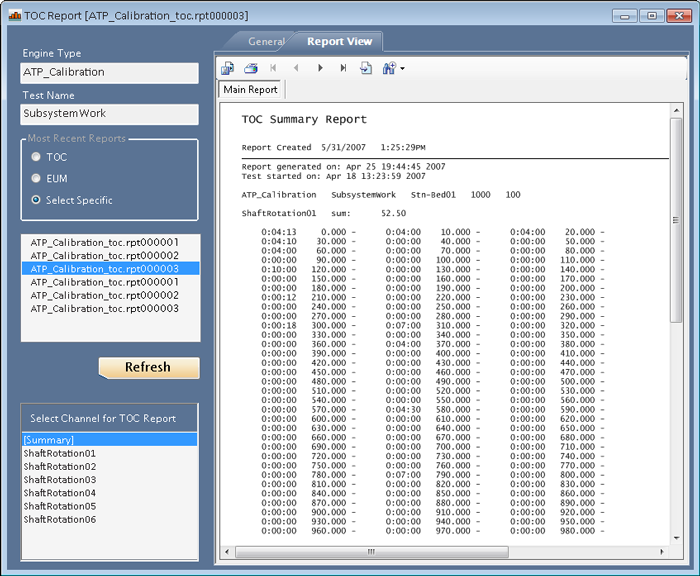 TOC Report [ATP_Calibration_toc.rpt000003]
Engine Type
ATP_Calibration
Test Name
SubsystemWork
Most Recent Reports
TOC
EUM
Select Specific
ATP_Calibration_toc.rpt000001
ATP_Calibration_toc.rpt000002
ATP_Calibration_toc.rpt000003
ATP_Calibration_toc.rpt000001
ATP_Calibration_toc.rpt000002
ATP_Calibration_toc.rpt000003
Refresh
Select Channel for TOC Report
[Summary]
ShaftRotation01
ShaftRotation02
ShaftRotation03
ShaftRotation04
ShaftRotation05
ShaftRotation06
General
Report View
Main Report
TOC Summary Report
Report Created 5/31/2007 1:25:29PM
Report generated on: Apr 25 19:44:45 2007
Test started on: Apr 18 13:23:59 2007
ATP_Calibration SubsystemWork Stn-Bed01 1000 100
ShaftRotation01 sum: 52.50
0:04:13 0.000 - 0:04:00 10.000 - 0:04:00 20.000 -
0:04:10 30.000 - 0:00:00 40.000 - 0:00:00 50.000 -
0:04:00 60.000 - 0:00:00 70.000 - 0:00:00 80.000 -
0:00:00 90.000 - 0:00:00 100.000 - 0:00:00 110.000 -
0:10:00 120.000 - 0:00:00 130.000 - 0:00:00 140.000 -
0:00:00 150.000 - 0:00:00 160.000 - 0:00:00 170.000 -
0:00:00 180.000 - 0:00:00 190.000 - 0:00:00 200.000 -
0:00:12 210.000 - 0:00:00 220.000 - 0:00:00 230.000 -
0:00:00 240.000 - 0:00:00 250.000 - 0:00:00 260.000 -
0:00:00 270.000 - 0:00:00 280.000 - 0:00:00 290.000 -
0:00:18 300.000 - 0:07:00 310.000 - 0:00:00 320.000 -
0:00:00 330.000 - 0:00:00 340.000 - 0:00:00 350.000 -
0:00:00 360.000 - 0:04:00 370.000 - 0:00:00 380.000 -
0:00:00 390.000 - 0:00:00 400.000 - 0:00:00 410.000 -
0:00:00 420.000 - 0:00:00 430.000 - 0:00:00 440.000 -
0:00:00 450.000 - 0:00:00 460.000 - 0:00:00 470.000 -
0:00:00 480.000 - 0:00:00 490.000 - 0:00:00 500.000 -
0:00:00 510.000 - 0:00:00 520.000 - 0:00:00 530.000 -
0:00:00 540.000 - 0:00:00 550.000 - 0:00:00 560.000 -
0:00:00 570.000 - 0:04:30 580.000 - 0:00:00 590.000 -
0:00:00 600.000 - 0:00:00 610.000 - 0:00:00 620.000 -
0:00:00 630.000 - 0:00:00 640.000 - 0:00:00 650.000 -
0:00:00 660.000 - 0:00:00 670.000 - 0:00:00 680.000 -
0:00:00 690.000 - 0:00:00 700.000 - 0:00:00 710.000 -
0:00:00 720.000 - 0:00:00 730.000 - 0:00:00 740.000 -
0:00:00 750.000 - 0:00:00 760.000 - 0:00:00 770.000 -
0:00:00 780.000 - 0:07:00 790.000 - 0:00:00 800.000 -
0:00:00 810.000 - 0:00:00 820.000 - 0:00:00 830.000 -
0:00:00 840.000 - 0:00:00 850.000 - 0:00:00 860.000 -
0:00:00 870.000 - 0:00:00 880.000 - 0:00:00 890.000 -
0:00:00 900.000 - 0:00:00 910.000 - 0:00:00 920.000 -
0:00:00 930.000 - 0:00:00 940.000 - 0:00:00 950.000 -
0:00:00 960.000 - 0:00:00 970.000 - 0:00:00 980.000 -